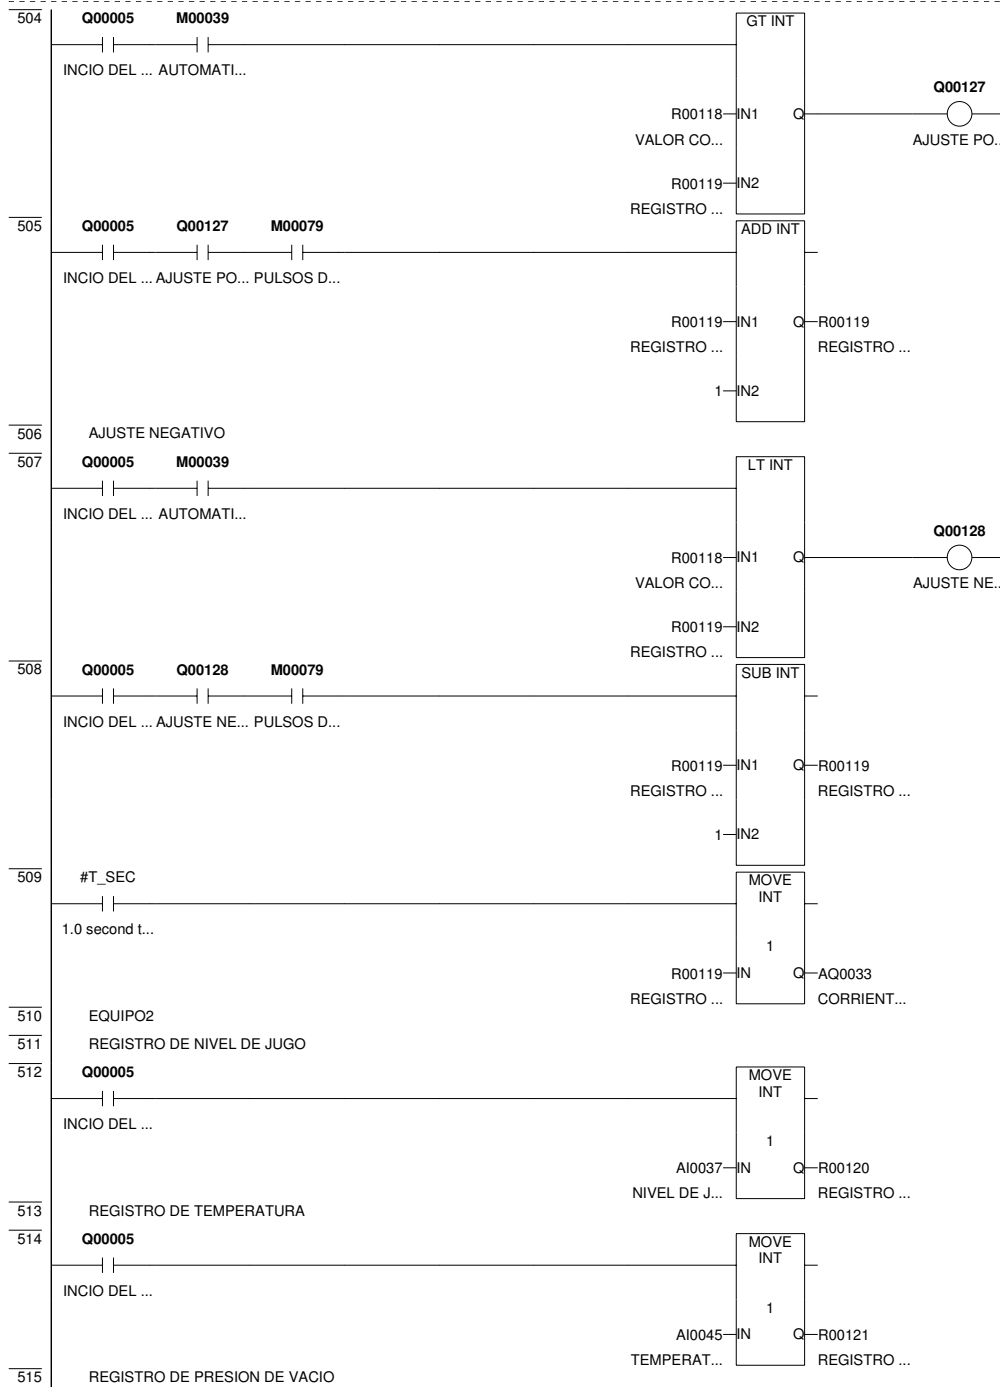 504 Q00005 M00039 GT INT
INCIO DEL ... AUTOMATI...
Q00127
R00118 IN1 Q
VALOR CO... AJUSTE PO...
R00119 IN2
REGISTRO ...
505 Q00005 Q00127 M00079 ADD INT
INCIO DEL ... AJUSTE PO... PULSOS D...
R00119 IN1 Q R00119
REGISTRO ... REGISTRO ...
1 IN2
506 AJUSTE NEGATIVO
507 Q00005 M00039 LT INT
INCIO DEL ... AUTOMATI...
Q00128
R00118 IN1 Q
VALOR CO... AJUSTE NE...
R00119 IN2
REGISTRO ...
508 Q00005 Q00128 M00079 SUB INT
INCIO DEL ... AJUSTE NE... PULSOS D...
R00119 IN1 Q R00119
REGISTRO ... REGISTRO ...
1 IN2
509 #T_SEC MOVE
INT
1.0 second t...
1
R00119 IN Q AQ0033
REGISTRO ... CORRIENT...
510 EQUIPO2
511 REGISTRO DE NIVEL DE JUGO
512 Q00005 MOVE
INT
INCIO DEL ...
1
AI0037 IN Q R00120
NIVEL DE J... REGISTRO ...
513 REGISTRO DE TEMPERATURA
514 Q00005 MOVE
INT
INCIO DEL ...
1
AI0045 IN Q R00121
TEMPERAT... REGISTRO ...
515 REGISTRO DE PRESION DE VACIO